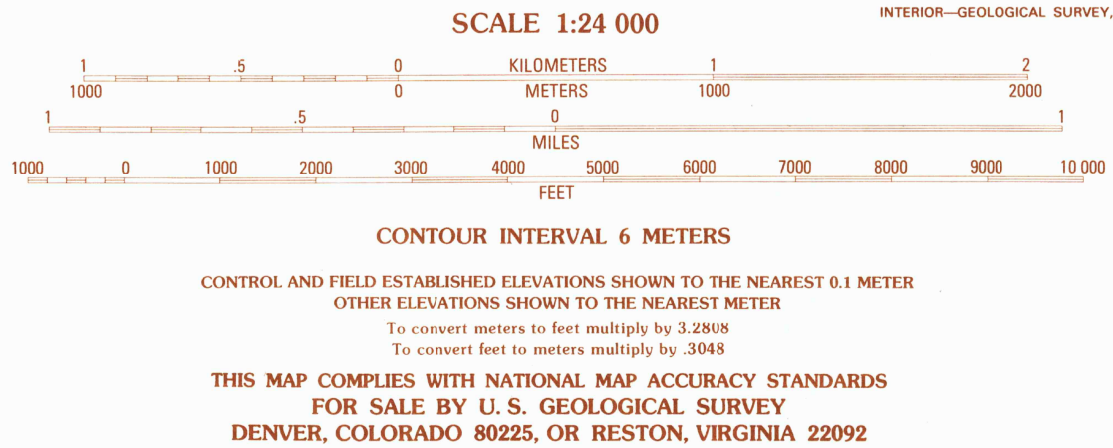 INTERIOR—GEOLOGICAL SURVEY,
SCALE 1:24 000
1 .5 0 KILOMETERS 1 2
1000 0 METERS 1000 2000
1 .5 0 1
MILES
1000 0 1000 2000 3000 4000 5000 6000 7000 8000 9000 10 000
FEET
CONTOUR INTERVAL 6 METERS
CONTROL AND FIELD ESTABLISHED ELEVATIONS SHOWN TO THE NEAREST 0.1 METER
OTHER ELEVATIONS SHOWN TO THE NEAREST METER
To convert meters to feet multiply by 3.2808
To convert feet to meters multiply by .3048
THIS MAP COMPLIES WITH NATIONAL MAP ACCURACY STANDARDS
FOR SALE BY U. S. GEOLOGICAL SURVEY
DENVER, COLORADO 80225, OR RESTON, VIRGINIA 22092